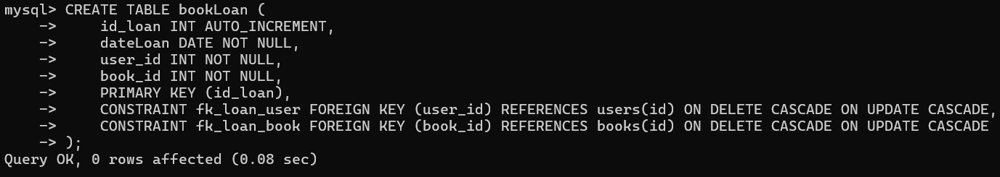 mysql> CREATE TABLE bookLoan (
    ->     id_loan INT AUTO_INCREMENT,
    ->     dateLoan DATE NOT NULL,
    ->     user_id INT NOT NULL,
    ->     book_id INT NOT NULL,
    ->     PRIMARY KEY (id_loan),
    ->     CONSTRAINT fk_loan_user FOREIGN KEY (user_id) REFERENCES users(id) ON DELETE CASCADE ON UPDATE CASCADE,
    ->     CONSTRAINT fk_loan_book FOREIGN KEY (book_id) REFERENCES books(id) ON DELETE CASCADE ON UPDATE CASCADE
    -> );
Query OK, 0 rows affected (0.08 sec)